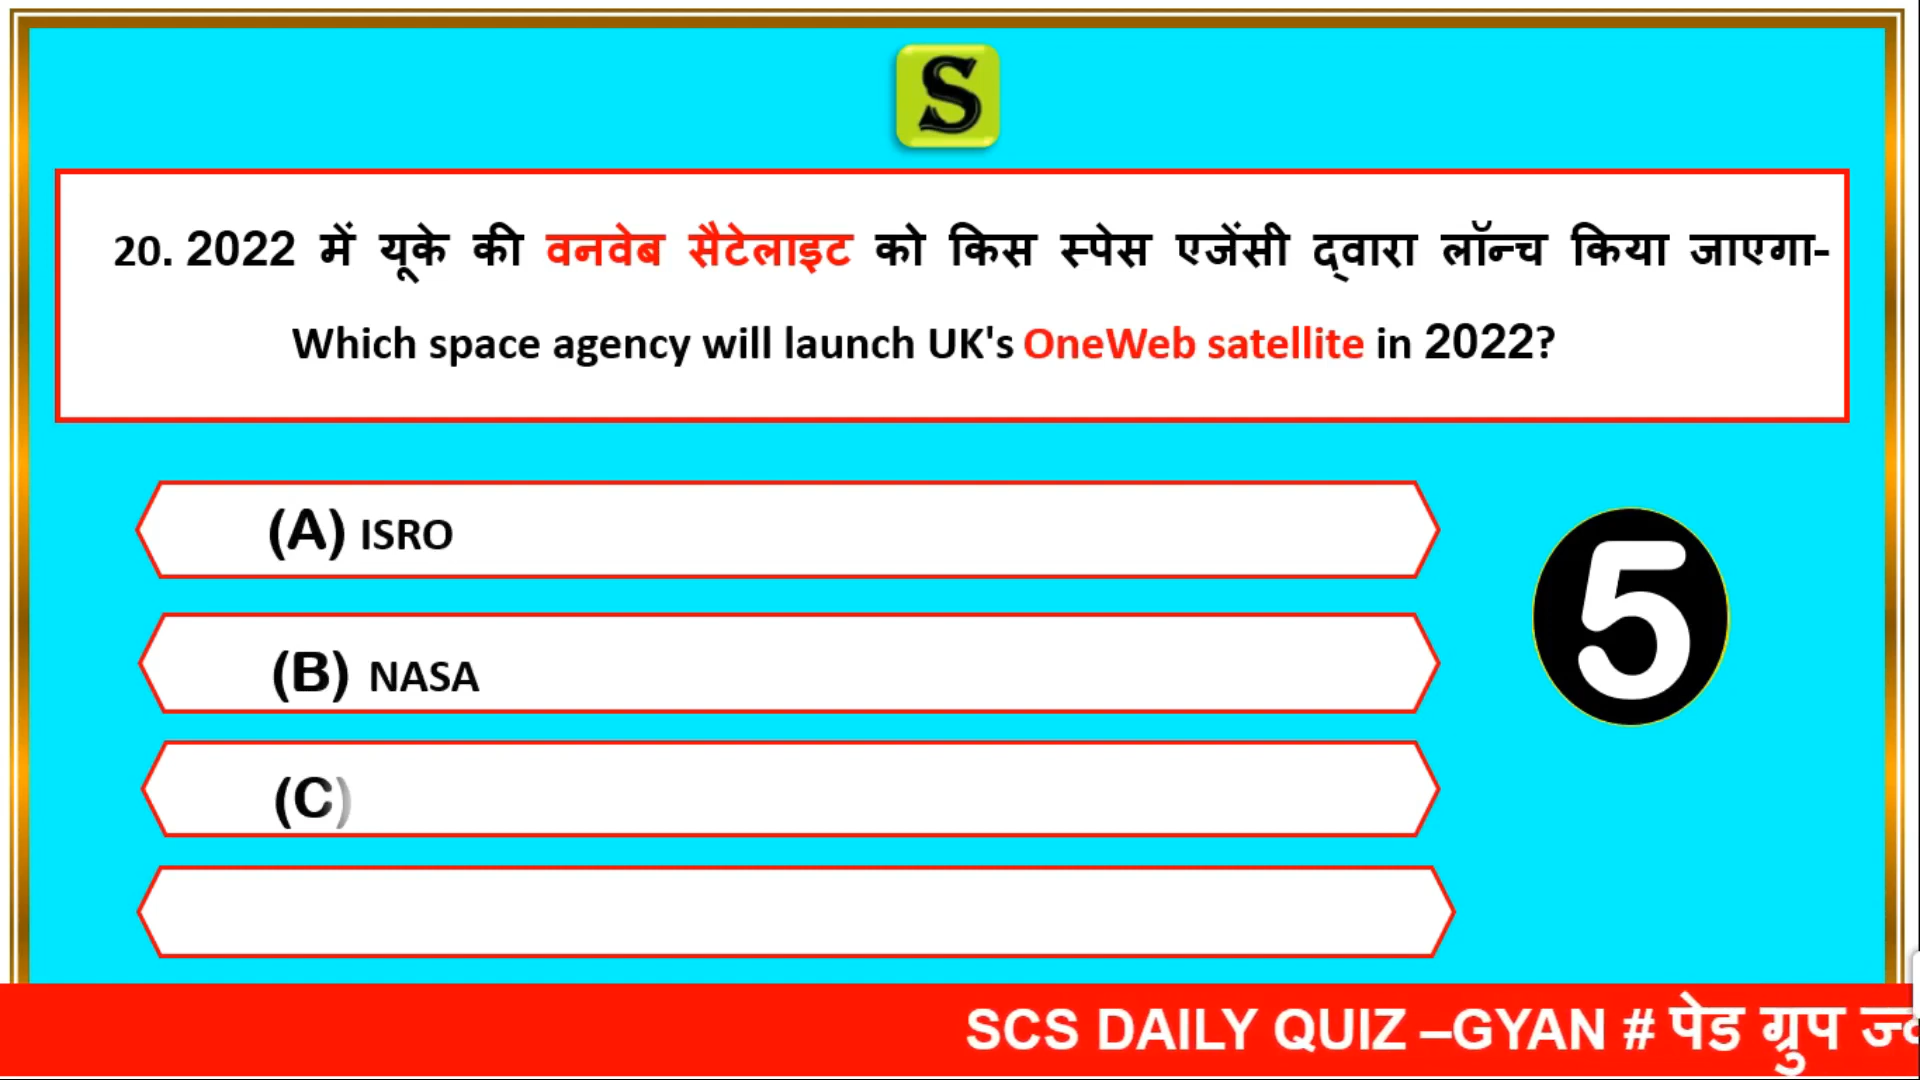 S
20. 2022 में यूके की वनवेब सैटेलाइट को किस स्पेस एजेंसी द्वारा लॉन्च किया जाएगा-
Which space agency will launch UK's OneWeb satellite in 2022?
(A) ISRO
(B) NASA
5
(C)
SCS DAILY QUIZ –GYAN # पेड ग्रुप